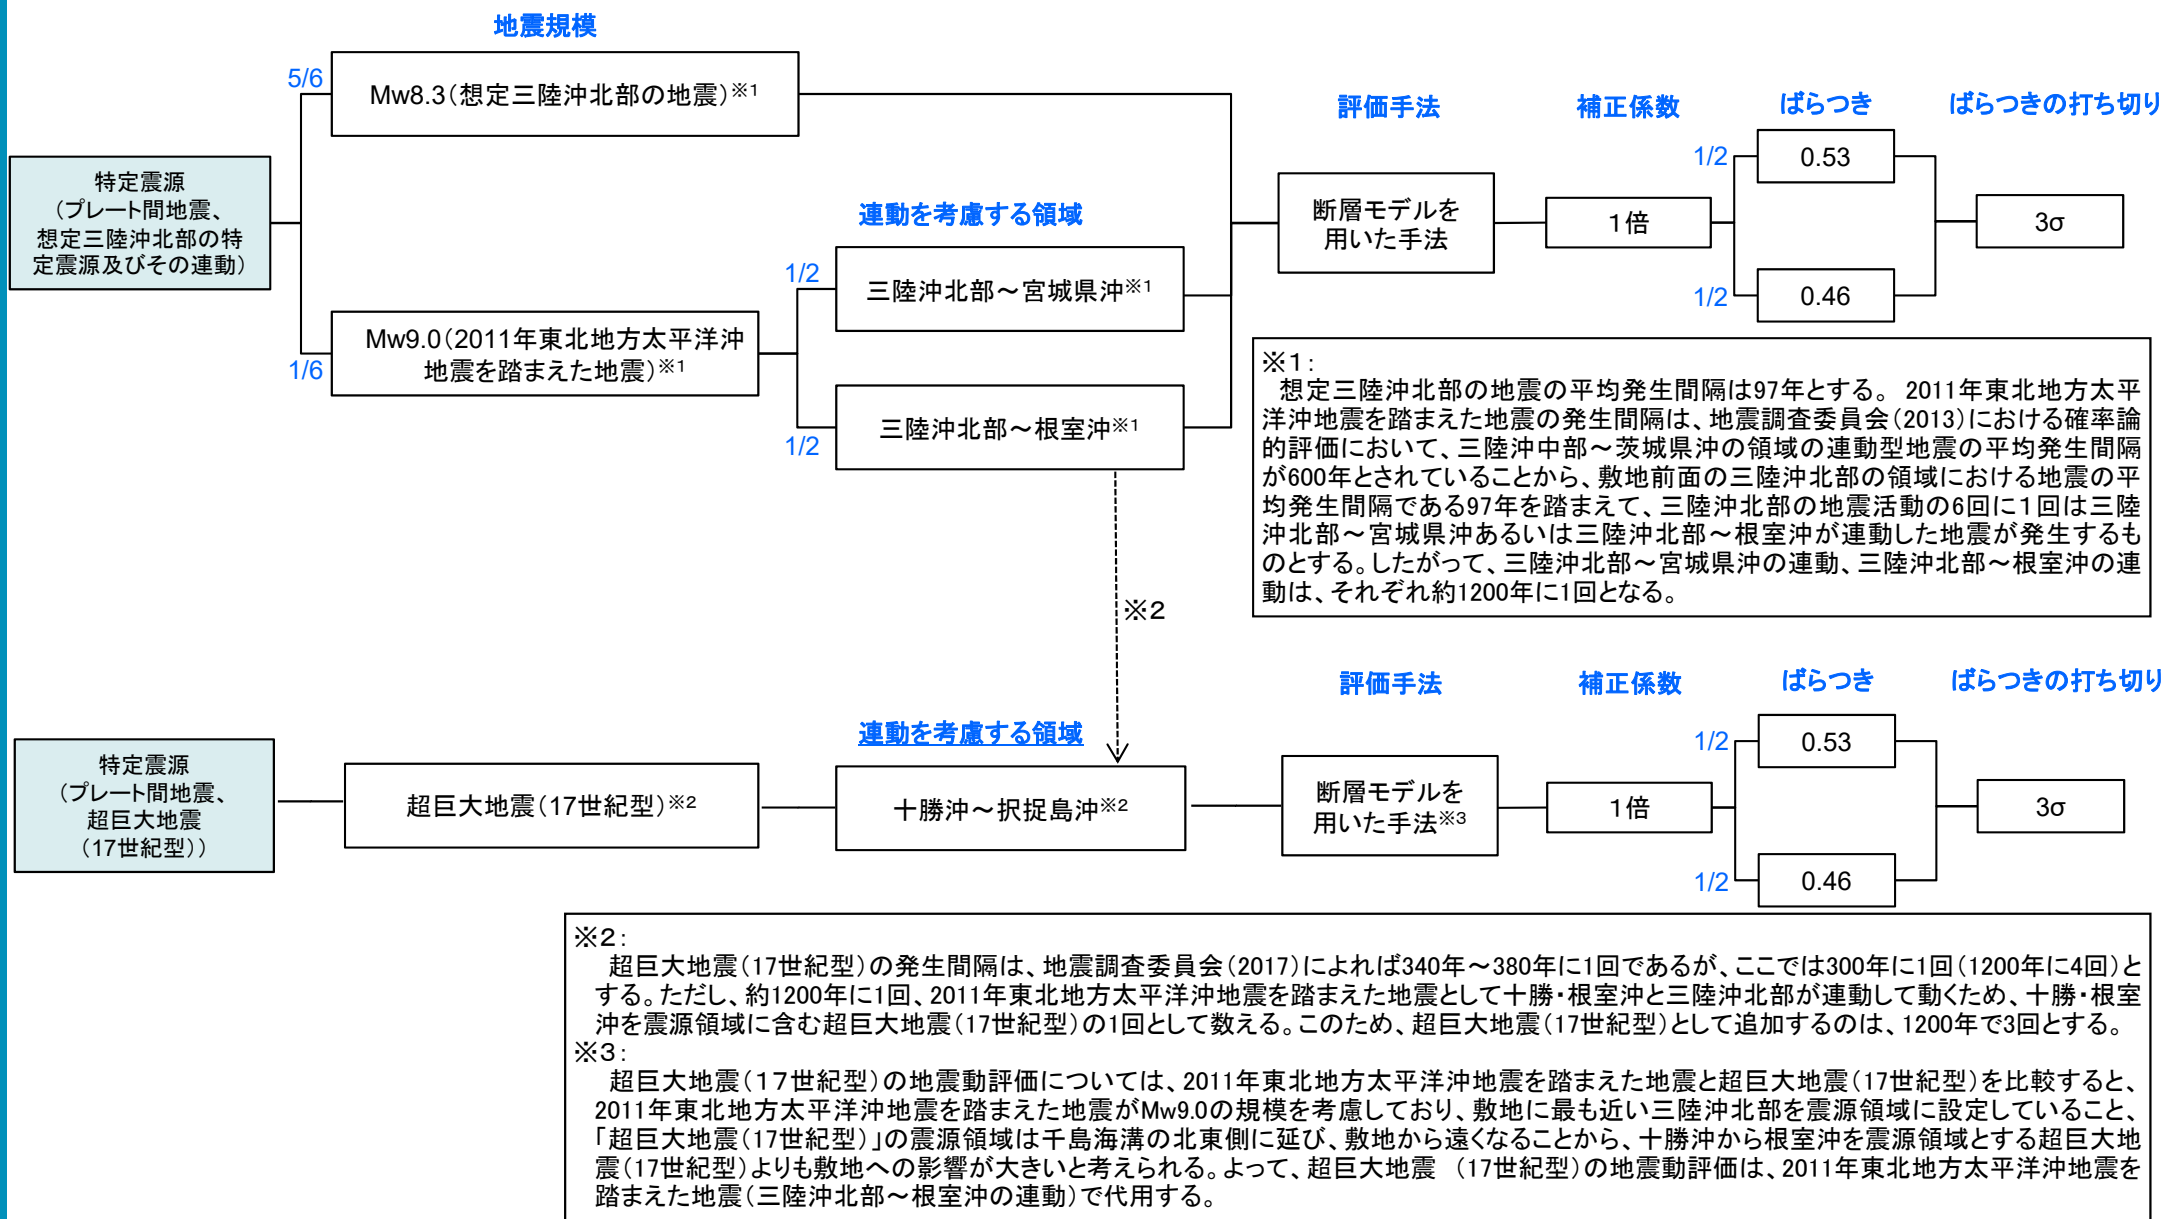 地震規模
5/6
Mw8.3(想定三陸沖北部の地震)※1
評価手法
補正係数
ばらつき
ばらつきの打ち切り
特定震源
(プレート間地震、
想定三陸沖北部の特
定震源及びその連動)
連動を考慮する領域
1/2
0.53
断層モデルを
用いた手法
1倍
3σ
1/2
三陸沖北部～宮城県沖※1
1/2
0.46
Mw9.0(2011年東北地方太平洋沖
地震を踏まえた地震)※1
1/6
三陸沖北部～根室沖※1
1/2
※1:
想定三陸沖北部の地震の平均発生間隔は97年とする。 2011年東北地方太平
洋沖地震を踏まえた地震の発生間隔は、地震調査委員会(2013)における確率論
的評価において、三陸沖中部～茨城県沖の領域の連動型地震の平均発生間隔
が600年とされていることから、敷地前面の三陸沖北部の領域における地震の平
均発生間隔である97年を踏まえて、三陸沖北部の地震活動の6回に1回は三陸
沖北部～宮城県沖あるいは三陸沖北部～根室沖が連動した地震が発生するも
のとする。したがって、三陸沖北部～宮城県沖の連動、三陸沖北部～根室沖の連
動は、それぞれ約1200年に1回となる。
※2
評価手法
補正係数
ばらつき
ばらつきの打ち切り
連動を考慮する領域
特定震源
(プレート間地震、
超巨大地震
(17世紀型))
超巨大地震(17世紀型)※2
十勝沖～択捉島沖※2
断層モデルを
用いた手法※3
1倍
1/2
0.53
3σ
1/2
0.46
※2:
超巨大地震(17世紀型)の発生間隔は、地震調査委員会(2017)によれば340年～380年に1回であるが、ここでは300年に1回(1200年に4回)と
する。ただし、約1200年に1回、2011年東北地方太平洋沖地震を踏まえた地震として十勝・根室沖と三陸沖北部が連動して動くため、十勝・根室
沖を震源領域に含む超巨大地震(17世紀型)の1回として数える。このため、超巨大地震(17世紀型)として追加するのは、1200年で3回とする。
※3:
超巨大地震(17世紀型)の地震動評価については、2011年東北地方太平洋沖地震を踏まえた地震と超巨大地震(17世紀型)を比較すると、
2011年東北地方太平洋沖地震を踏まえた地震がMw9.0の規模を考慮しており、敷地に最も近い三陸沖北部を震源領域に設定していること、
「超巨大地震(17世紀型)」の震源領域は千島海溝の北東側に延び、敷地から遠くなることから、十勝沖から根室沖を震源領域とする超巨大地
震(17世紀型)よりも敷地への影響が大きいと考えられる。よって、超巨大地震 (17世紀型)の地震動評価は、2011年東北地方太平洋沖地震を
踏まえた地震(三陸沖北部～根室沖の連動)で代用する。